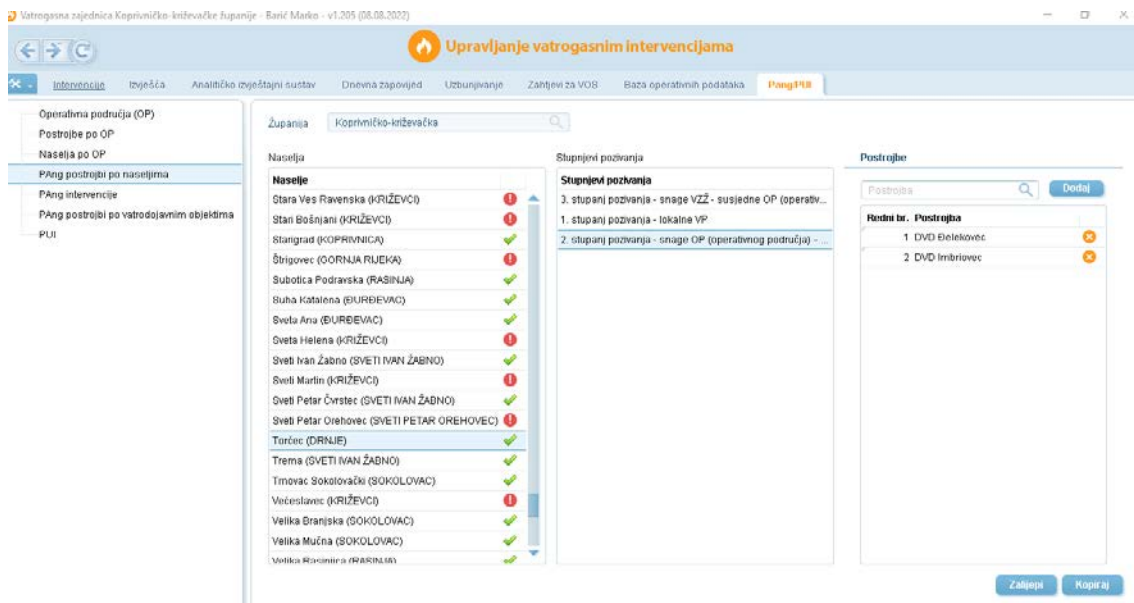 Vatrogasna zajednica Koprivničko-križevačke županije - Barić Marko - v1.205 (08.08.2022)
Upravljanje vatrogasnim intervencijama
Intervencije Izvješća Analitičko izvještajni sustav Dnevna zapovijed Uzbunjivanje Zahtjevi za VOS Baza operativnih podataka Pang/PUI
Operativna područja (OP)
Postrojbe po OP
Naselja po OP
PAng postrojbi po naseljima
PAng intervencije
PAng postrojbi po vatrodojavnim objektima
PUI
Županija Koprivničko-križevačka
Naselja
Naselje
Stara Ves Ravenska (KRIŽEVCI)
Stari Bošnjani (KRIŽEVCI)
Starigrad (KOPRIVNICA)
Štrigovec (GORNJA RIJEKA)
Subotica Podravska (RASINJA)
Suha Katalena (ĐURĐEVAC)
Sveta Ana (ĐURĐEVAC)
Sveta Helena (KRIŽEVCI)
Sveti Ivan Žabno (SVETI IVAN ŽABNO)
Sveti Martin (KRIŽEVCI)
Sveti Petar Čvrstec (SVETI IVAN ŽABNO)
Sveti Petar Orehovec (SVETI PETAR OREHOVEC)
Torčec (DRNJE)
Trema (SVETI IVAN ŽABNO)
Trnovac Sokolovački (SOKOLOVAC)
Većeslavec (KRIŽEVCI)
Velika Branjska (SOKOLOVAC)
Velika Mučna (SOKOLOVAC)
Velika Rasinjica (RASINJA)
Stupnjevi pozivanja
Stupnjevi pozivanja
3. stupanj pozivanja - snage VZŽ - susjedne OP (operativ...
1. stupanj pozivanja - lokalne VP
2. stupanj pozivanja - snage OP (operativnog područja) - ...
Postrojbe
Postrojba Dodaj
Redni br. Postrojba
1 DVD Đelekovec
2 DVD Imbriovec
Zalijepi Kopiraj